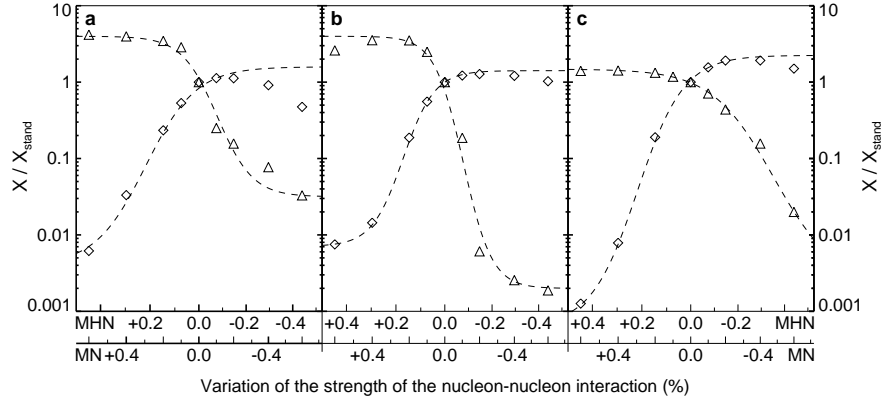 a b c
10 10
1 1
0.1 0.1
0.01 0.01
0.001 0.001
X / X_stand X / X_stand
MHN +0.2 0.0 -0.2 -0.4 +0.4 +0.2 0.0 -0.2 -0.4 +0.4 +0.2 0.0 -0.2 MHN
MN +0.4 0.0 -0.4 +0.4 0.0 -0.4 +0.4 0.0 -0.4 MN
Variation of the strength of the nucleon-nucleon interaction (%)